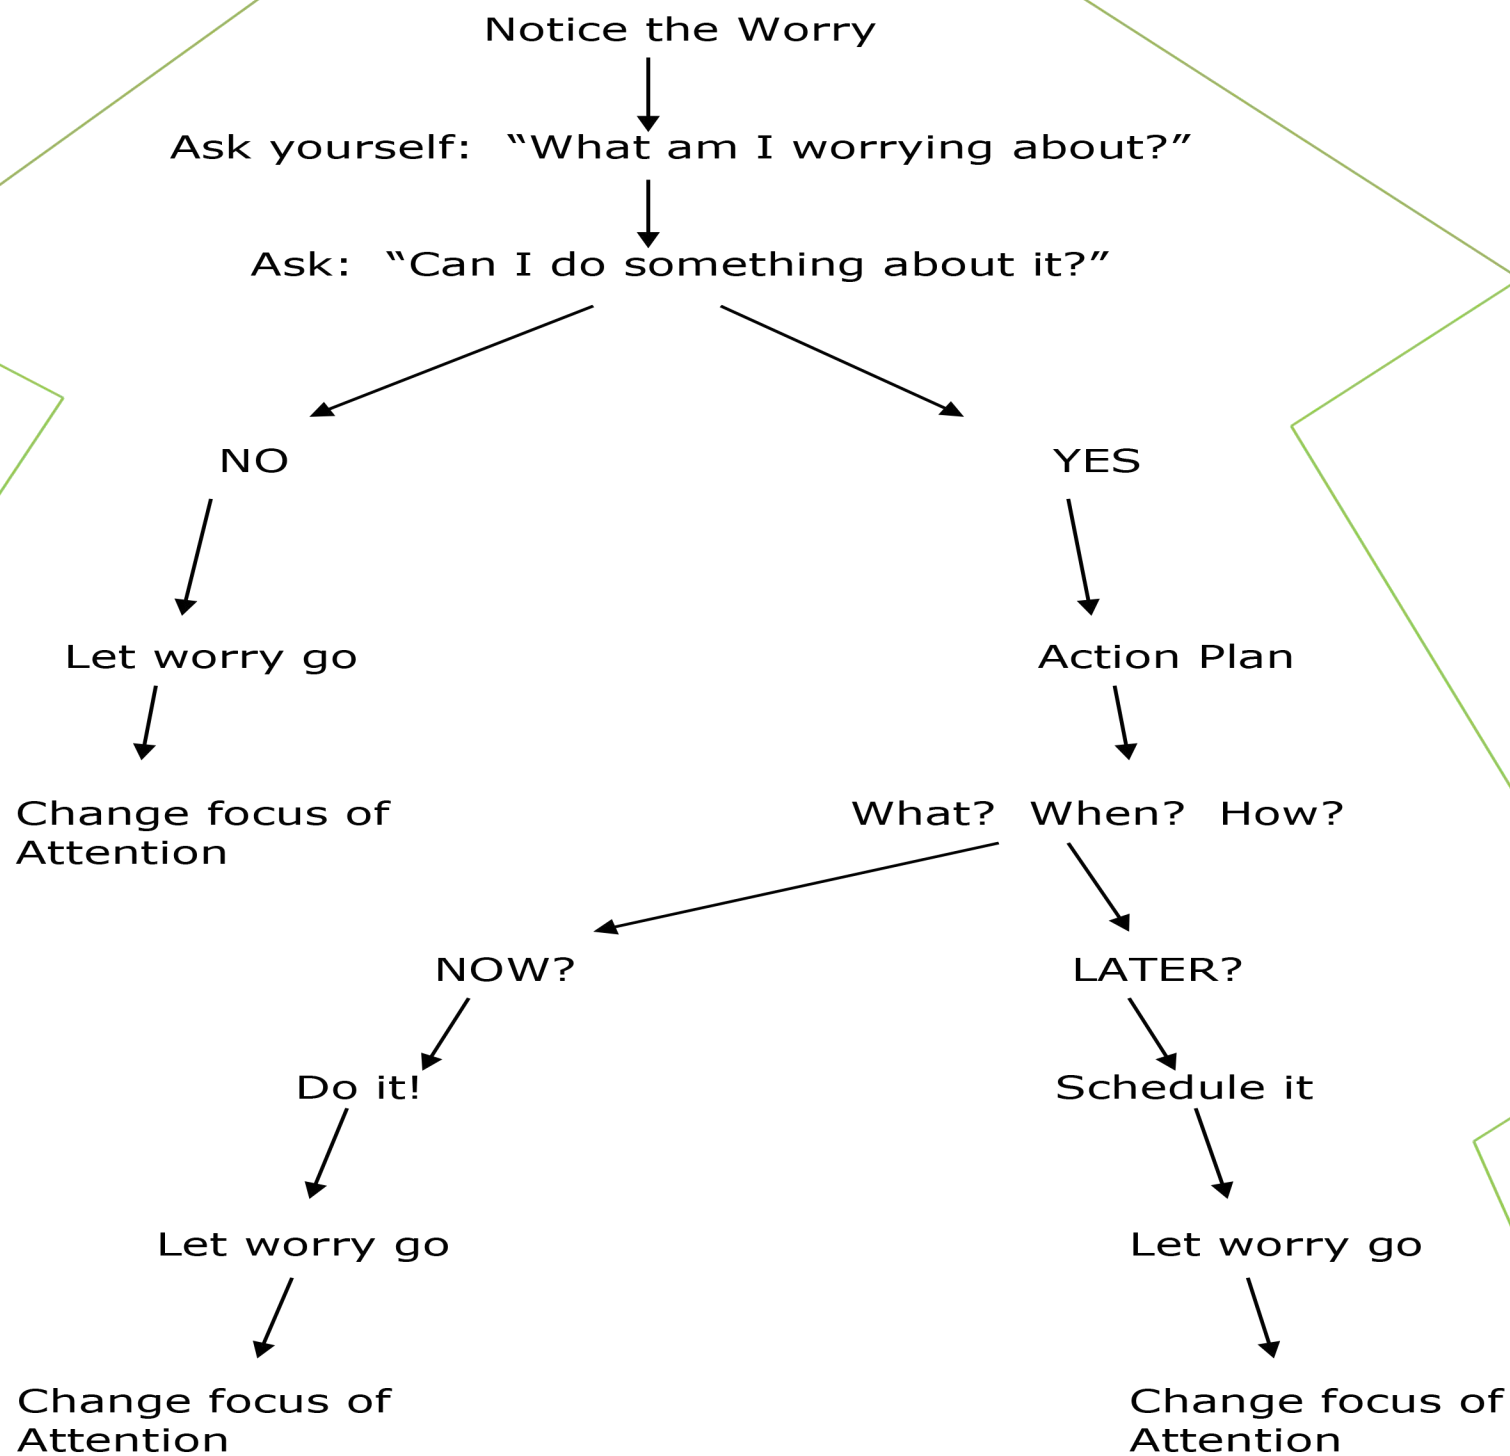 Notice the Worry
Ask yourself: “What am I worrying about?”
Ask: “Can I do something about it?”
NO
YES
Let worry go
Action Plan
Change focus of
Attention
What? When? How?
NOW?
LATER?
Do it!
Schedule it
Let worry go
Let worry go
Change focus of
Attention
Change focus of
Attention